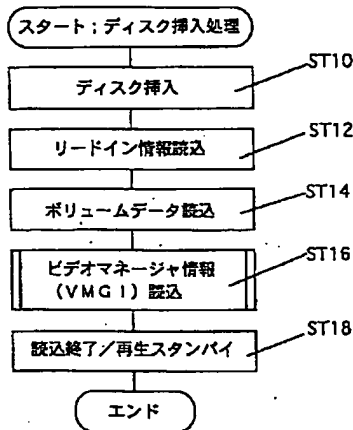 スタート；ディスク挿入処理
ディスク挿入
ST10
リードイン情報読込
ST12
ボリュームデータ読込
ST14
ビデオマネージャ情報
（VMGI）読込
ST16
読込終了／再生スタンバイ
ST18
エンド